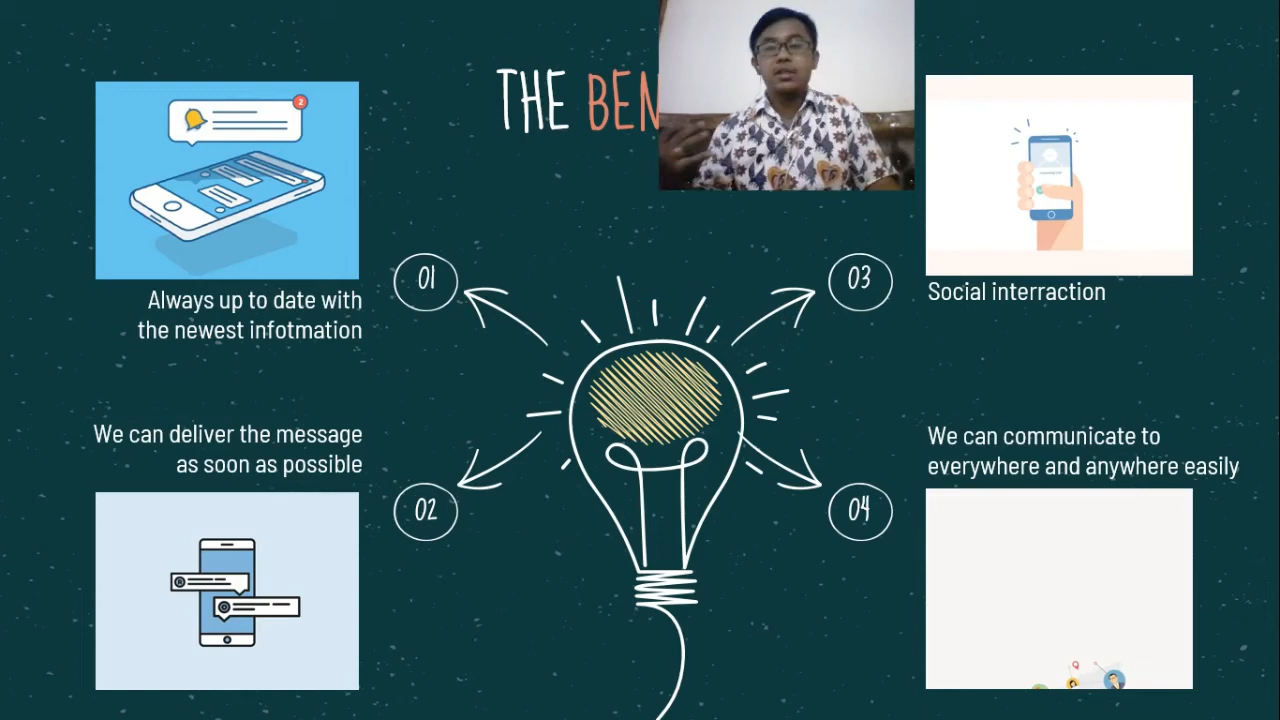 THE BEN
2
01
Always up to date with
the newest infotmation
02
We can deliver the message
as soon as possible
03
Social interraction
04
We can communicate to
everywhere and anywhere easily